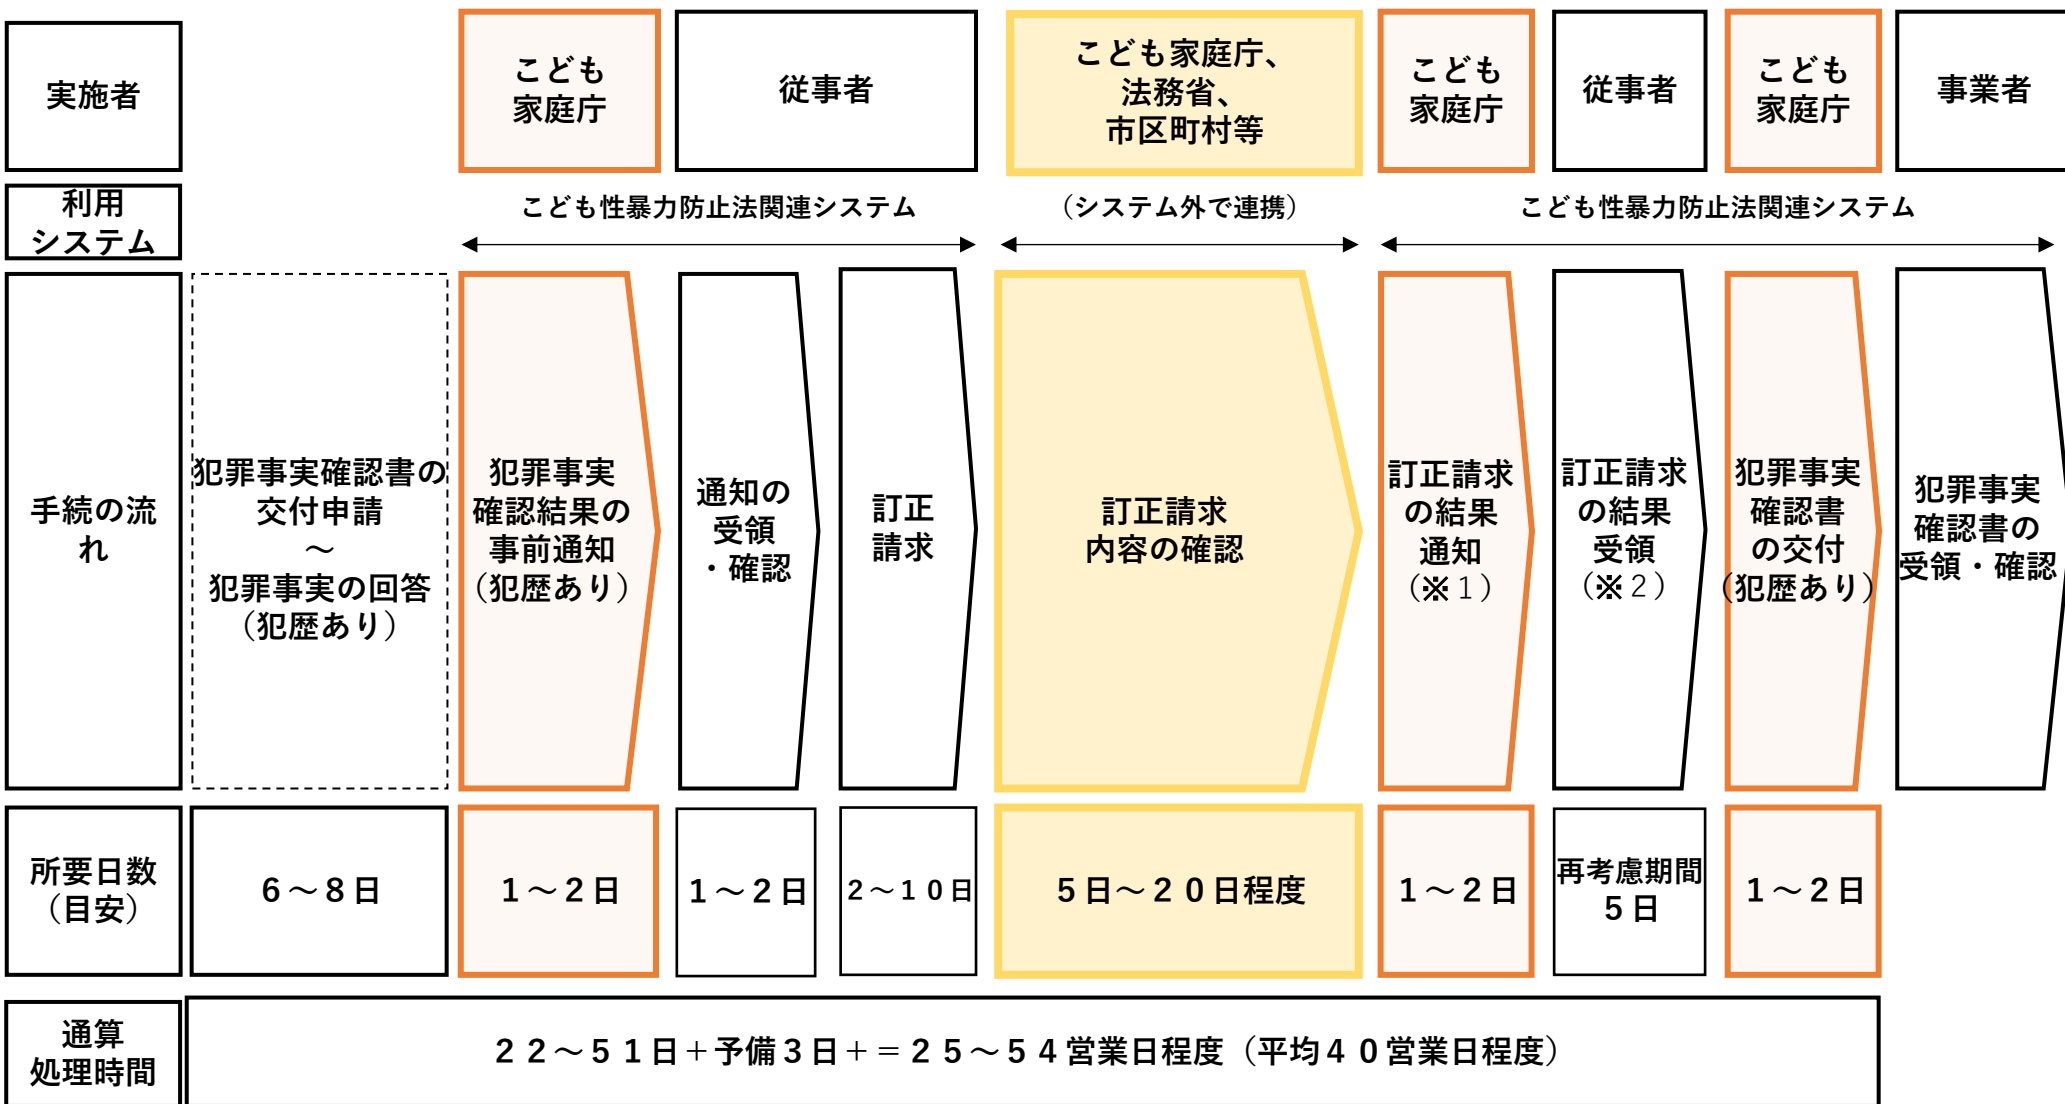 実施者
こども
家庭庁
従事者
こども家庭庁、
法務省、
市区町村等
こども
家庭庁
従事者
こども
家庭庁
事業者
利用
システム
こども性暴力防止法関連システム
（システム外で連携）
こども性暴力防止法関連システム
手続の流
れ
犯罪事実確認書の
交付申請
～
犯罪事実の回答
（犯歴あり）
犯罪事実
確認結果の
事前通知
（犯歴あり）
通知の
受領
・確認
訂正
請求
訂正請求
内容の確認
訂正請求
の結果
通知
（※１）
訂正請求
の結果
受領
（※２）
犯罪事実
確認書
の交付
（犯歴あり）
犯罪事実
確認書の
受領・確認
所要日数
（目安）
６～８日
１～２日
１～２日
２～１０日
５日～２０日程度
１～２日
再考慮期間
５日
１～２日
通算
処理時間
２２～５１日＋予備３日＋＝２５～５４営業日程度（平均４０営業日程度）